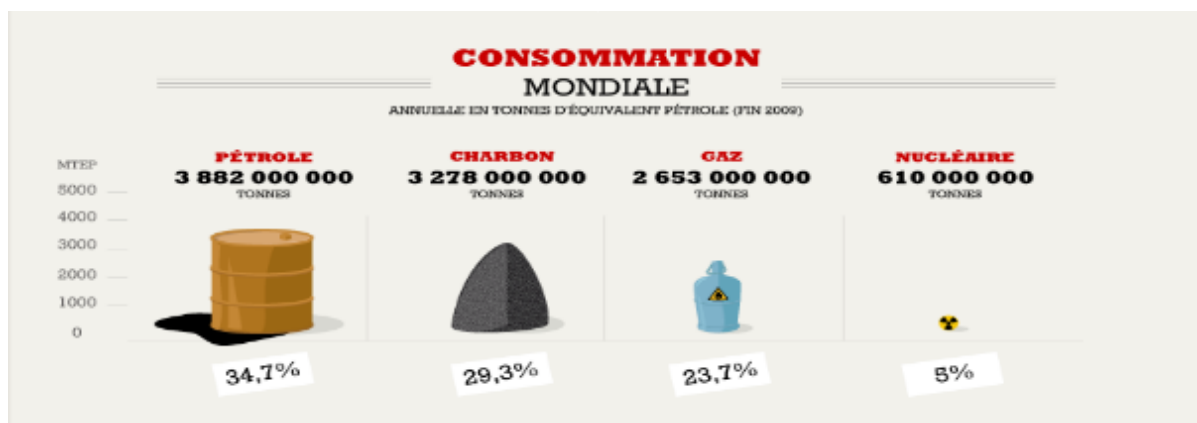 CONSOMMATION
MONDIALE
ANNUELLE EN TONNES D'ÉQUIVALENT PÉTROLE (FIN 2009)
MTEP
5000
4000
3000
2000
1000
0
PÉTROLE
3 882 000 000
TONNES
34,7%
CHARBON
3 278 000 000
TONNES
29,3%
GAZ
2 653 000 000
TONNES
23,7%
NUCLÉAIRE
610 000 000
TONNES
5%